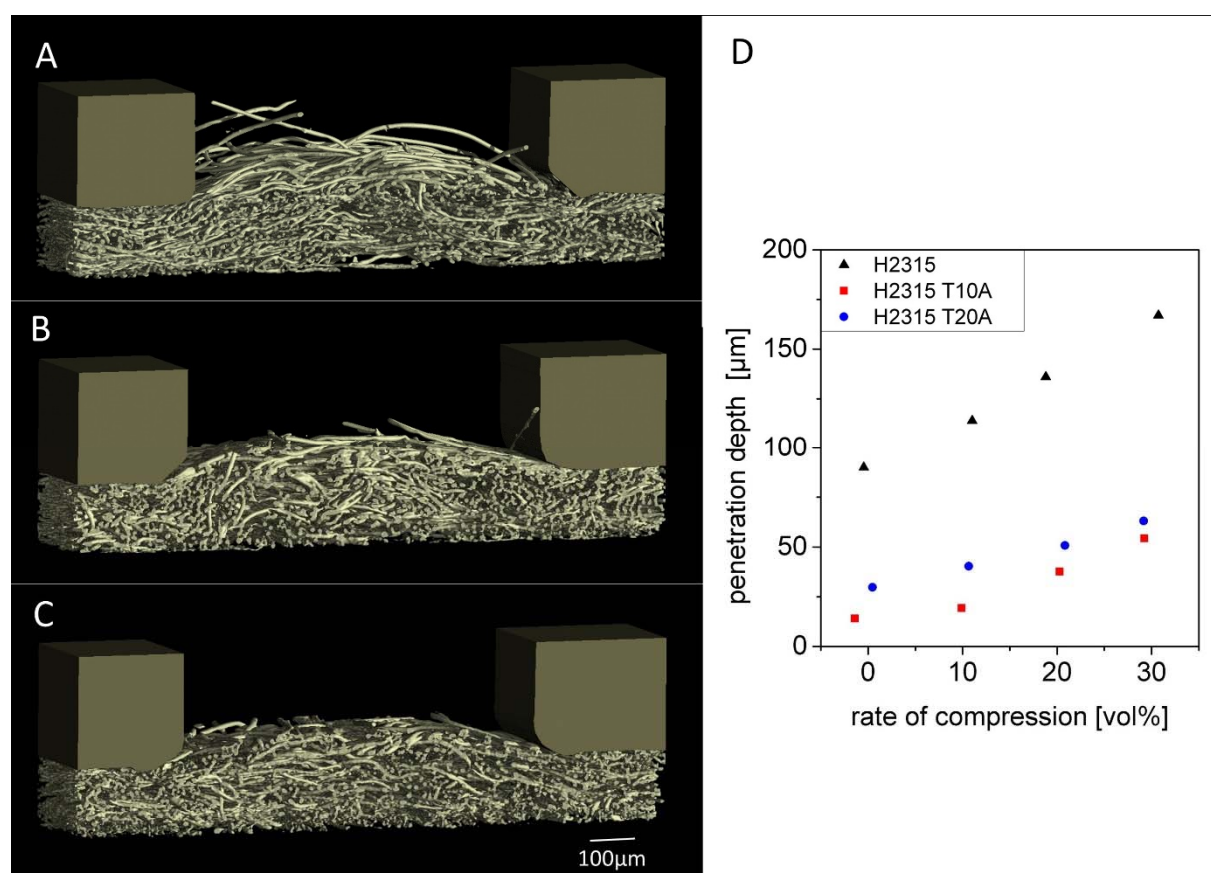 A
B
C
100µm
D
200
150
100
50
0
penetration depth [µm]
H2315
H2315 T10A
H2315 T20A
0 10 20 30
rate of compression [vol%]